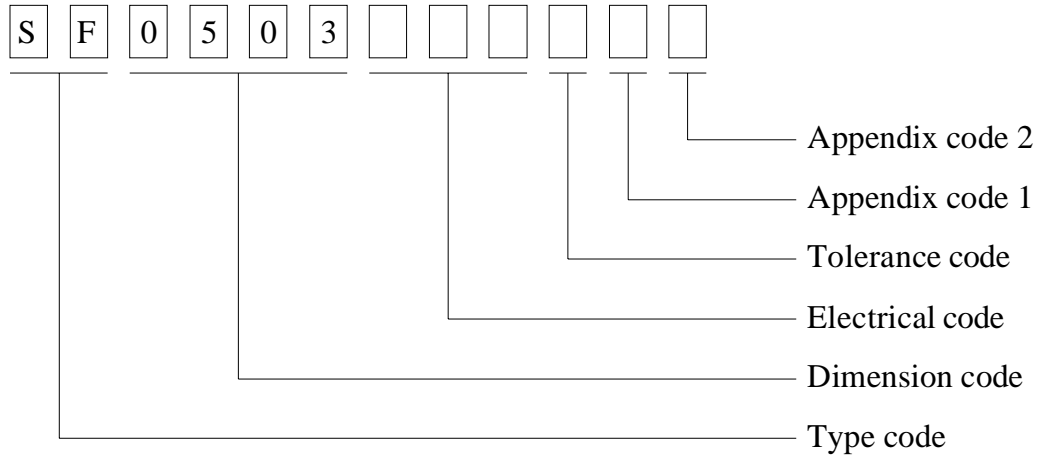 S F 0 5 0 3
Appendix code 2
Appendix code 1
Tolerance code
Electrical code
Dimension code
Type code